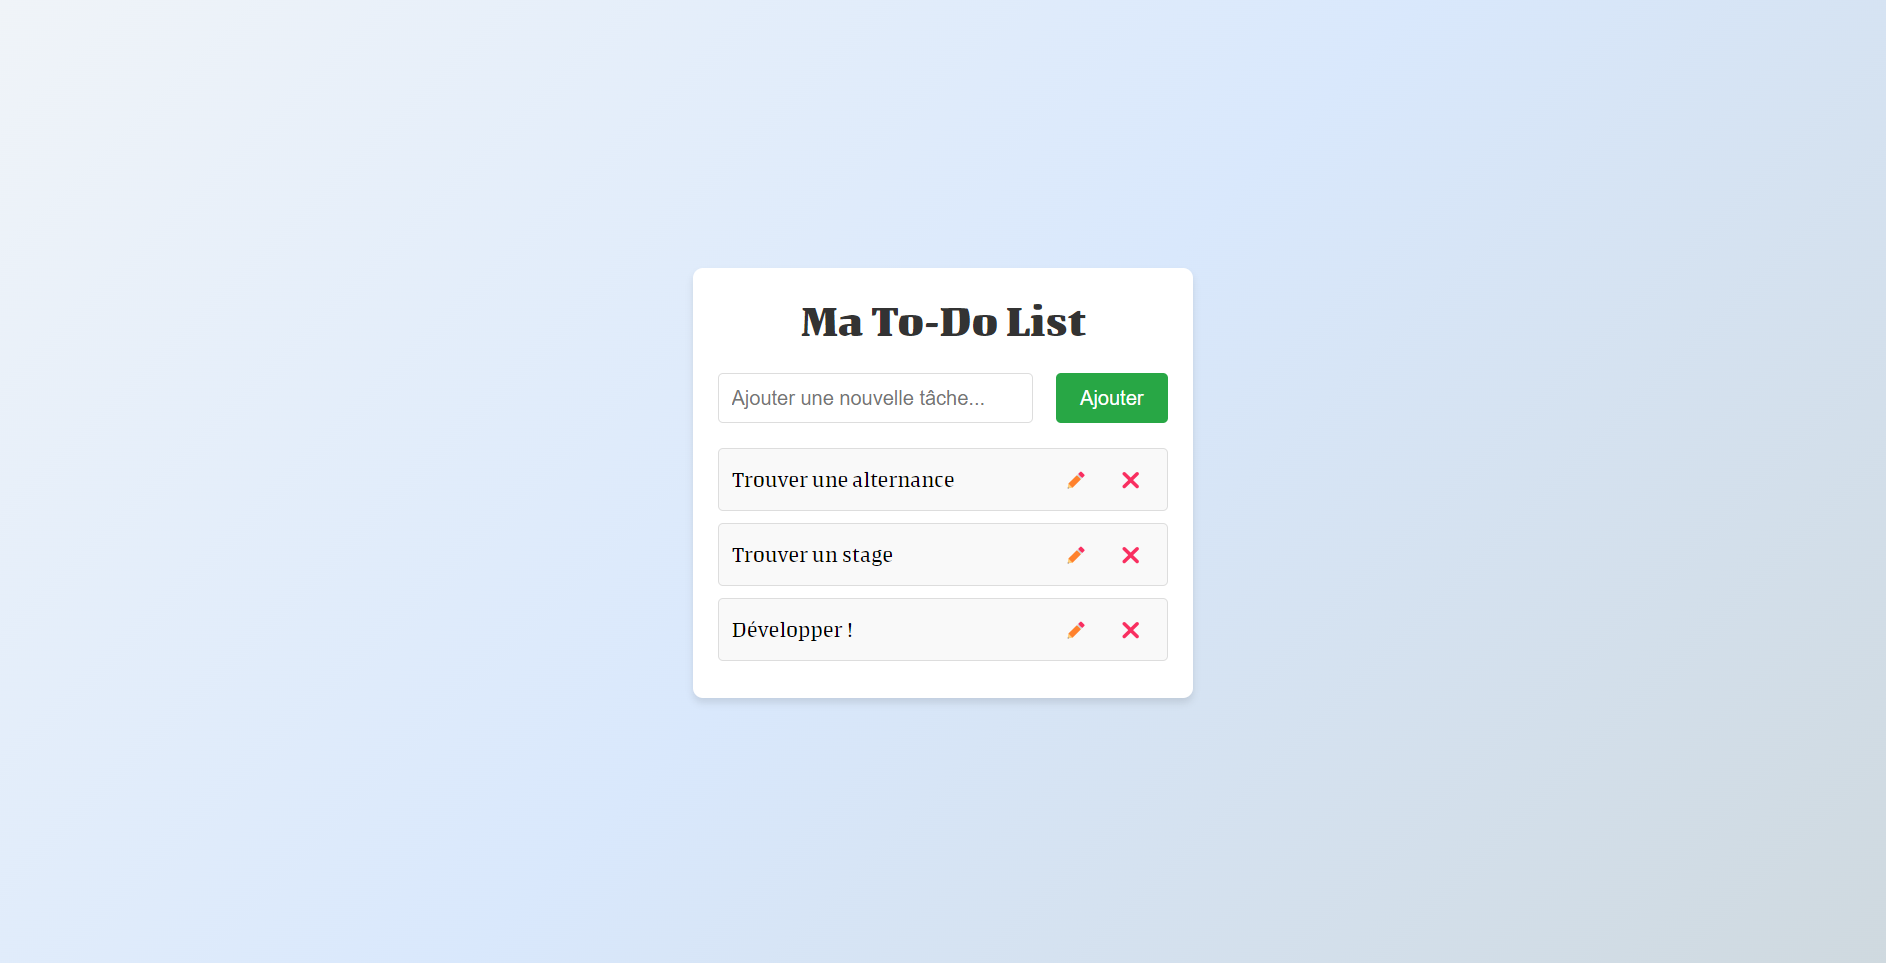 Ma To-Do List
Ajouter une nouvelle tâche...
Ajouter
Trouver une alternance
Trouver un stage
Développer !